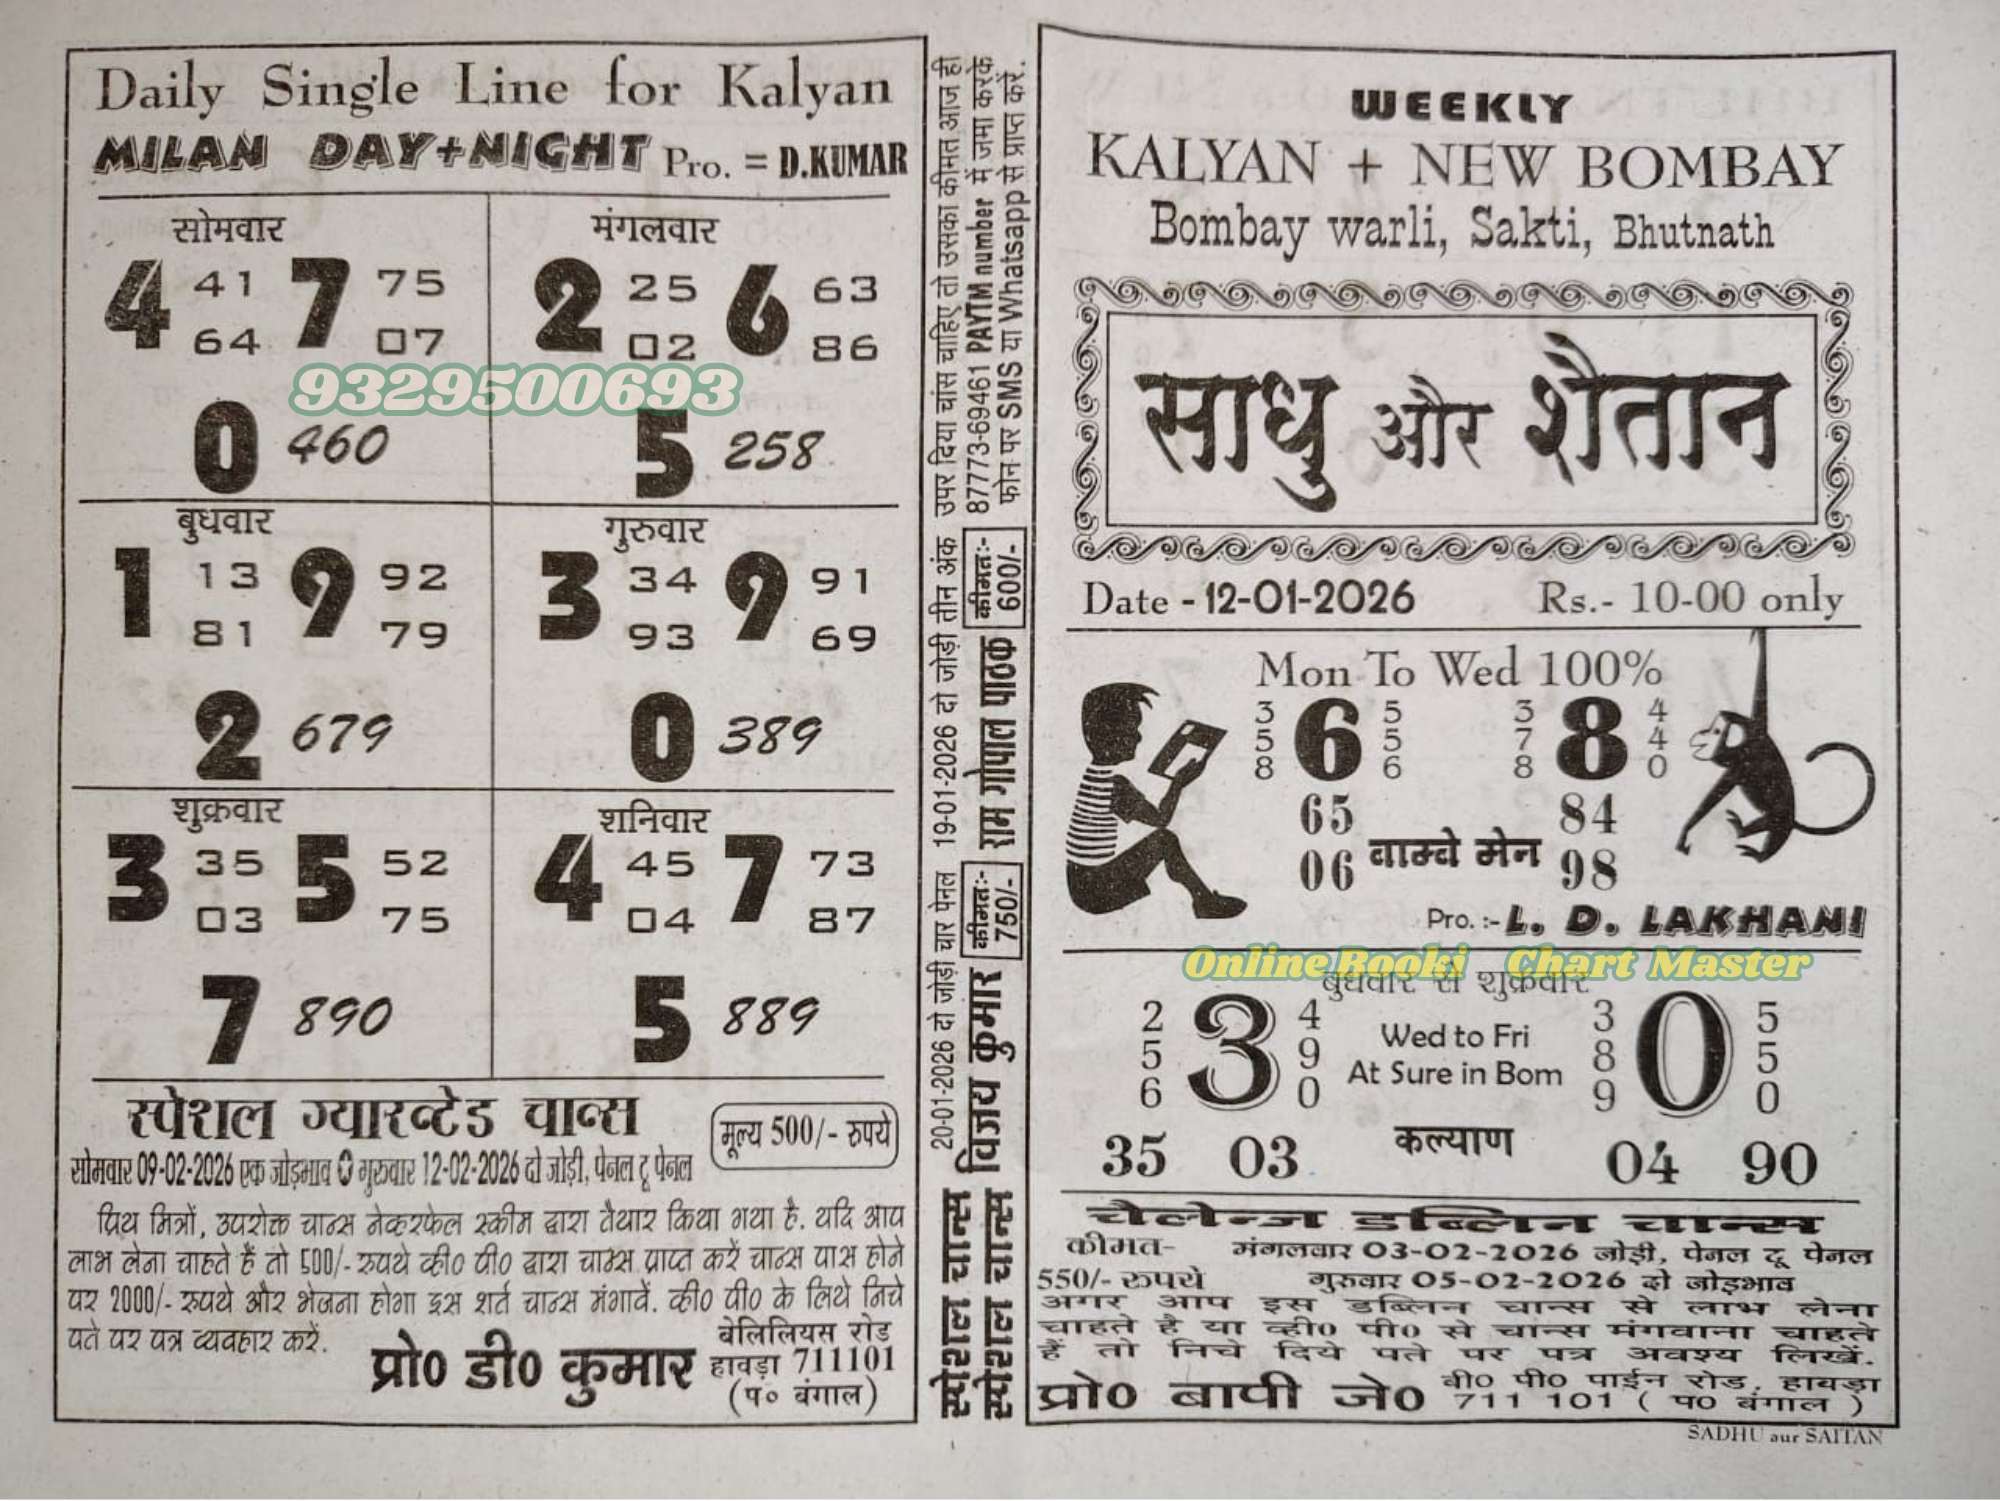 Daily Single Line for Kalyan
MILAN DAY+NIGHT Pro. = D.KUMAR
सोमवार
4 41 7 75
64 07
0 460
मंगलवार
2 25 6 63
02 86
5 258
9329500693
बुधवार
1 13 9 92
81 79
2 679
गुरुवार
3 34 9 91
93 69
0 389
शुक्रवार
3 35 5 52
03 75
7 890
शनिवार
4 45 7 73
04 87
5 889
स्पेशल ग्यारन्टेड चान्स
मूल्य 500/- रुपये
सोमवार 09-02-2026 एक जोड़भाव ✪ गुरुवार 12-02-2026 दो जोड़ी, पेनल टू पेनल
प्रिय मित्रों, उपरोक्त चान्स नेकरफेल स्कीम द्वारा तैयार किया गया है. यदि आप
लाभ लेना चाहते हैं तो 500/- रुपये व्ही० पी० द्वारा चान्स प्राप्त करें चान्स पास होने
पर 2000/- रुपये और भेजना होगा इस शर्त चान्स मंगावें. व्ही० पी० के लिये निचे
पते पर पत्र व्यवहार करें.
प्रो० डी० कुमार
बेलिलियस रोड
हावड़ा 711101
(प० बंगाल)
स्पेशल चान्स 20-01-2026 दो जोड़ी चार पेनल 19-01-2026 दो जोड़ी तीन अंक उपर दिया चांस चाहिए तो उसका कीमत आज ही
स्पेशल चान्स विजय कुमार कीमतः- 750/- राम गोपाल पाठक कीमतः- 600/- 87773-69461 PAYTM number में जमा करके
फोन पर SMS या Whatsapp से प्राप्त करें.
WEEKLY
KALYAN + NEW BOMBAY
Bombay warli, Sakti, Bhutnath
साधु और शैतान
Date - 12-01-2026 Rs.- 10-00 only
Mon To Wed 100%
3 5 8 6 5 5 6 3 7 8 8 4 4 0
65 84
06 वाम्वे मेन 98
Pro. :- L. D. LAKHANI
OnlineBooki Chart Master
बुधवार से शुक्रवार
2 5 6 3 4 9 0 3 8 9 0 5 5 0
Wed to Fri
At Sure in Bom
35 03 कल्याण 04 90
चैलेन्ज डब्लिन चान्स
कीमत- मंगलवार 03-02-2026 जोड़ी, पेनल टू पेनल
550/- रुपये गुरुवार 05-02-2026 दो जोड़भाव
अगर आप इस डब्लिन चान्स से लाभ लेना
चाहते है या व्ही० पी० से चान्स मंगवाना चाहते
हैं तो निचे दिये पते पर पत्र अवश्य लिखें.
प्रो० बापी जे०
वी० पी० पाईन रोड, हावड़ा
711 101 ( प० बंगाल )
SADHU aur SAITAN